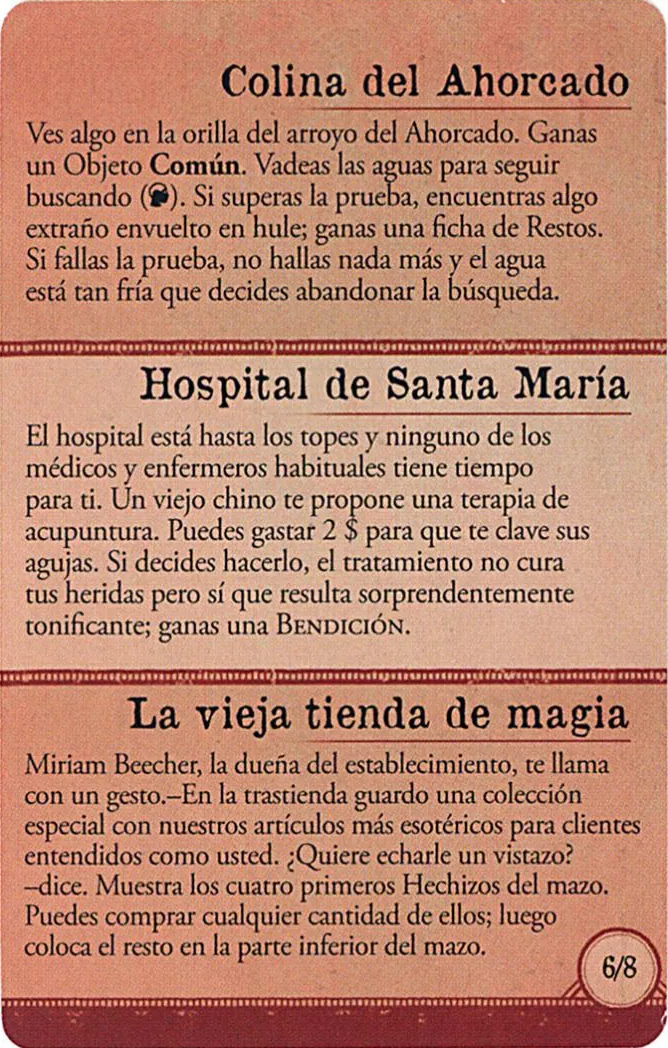 Colina del Ahorcado
Ves algo en la orilla del arroyo del Ahorcado. Ganas
un Objeto Común. Vadeas las aguas para seguir
buscando (). Si superas la prueba, encuentras algo
extraño envuelto en hule; ganas una ficha de Restos.
Si fallas la prueba, no hallas nada más y el agua
está tan fría que decides abandonar la búsqueda.
Hospital de Santa María
El hospital está hasta los topes y ninguno de los
médicos y enfermeros habituales tiene tiempo
para ti. Un viejo chino te propone una terapia de
acupuntura. Puedes gastar 2 $ para que te clave sus
agujas. Si decides hacerlo, el tratamiento no cura
tus heridas pero sí que resulta sorprendentemente
tonificante; ganas una BENDICIÓN.
La vieja tienda de magia
Miriam Beecher, la dueña del establecimiento, te llama
con un gesto.–En la trastienda guardo una colección
especial con nuestros artículos más esotéricos para clientes
entendidos como usted. ¿Quiere echarle un vistazo?
–dice. Muestra los cuatro primeros Hechizos del mazo.
Puedes comprar cualquier cantidad de ellos; luego
coloca el resto en la parte inferior del mazo.
6/8